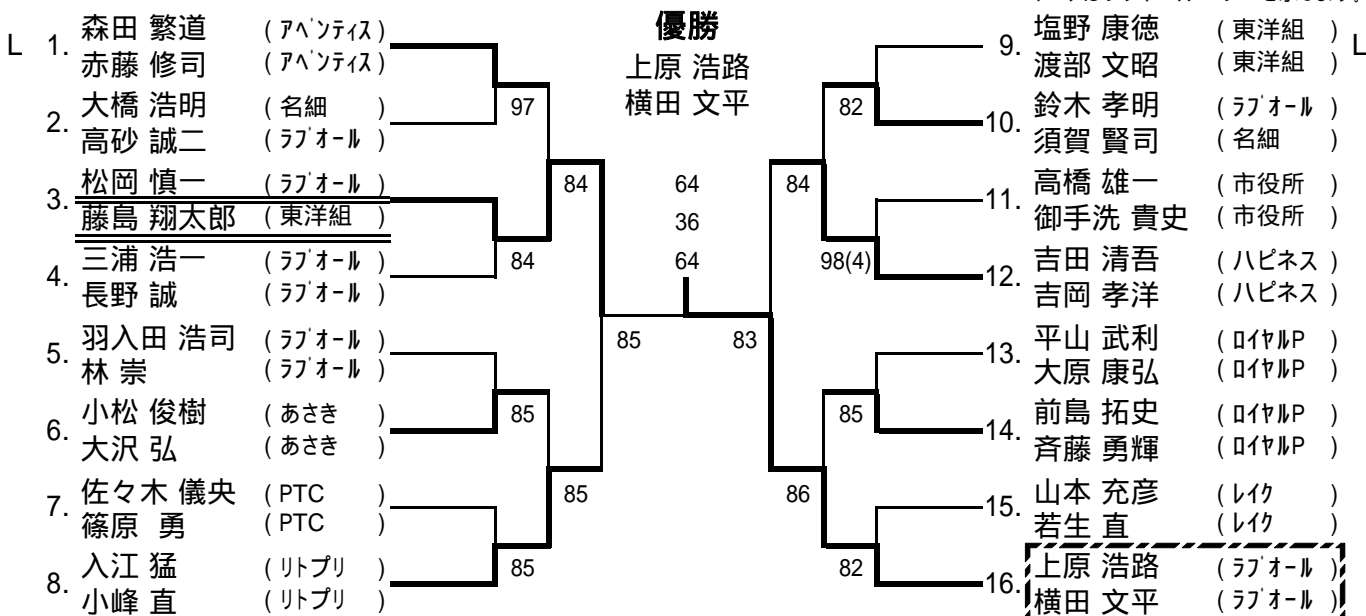 優勝
上原 浩路
横田 文平
L 1. 森田 繁道 (アペンティス)
赤藤 修司 (アペンティス)
2. 大橋 浩明 (名細)
高砂 誠二 (ラブオール)
3. 松岡 慎一 (ラブオール)
藤島 翔太郎 (東洋組)
4. 三浦 浩一 (ラブオール)
長野 誠 (ラブオール)
5. 羽入田 浩司 (ラブオール)
林 崇 (ラブオール)
6. 小松 俊樹 (あさき)
大沢 弘 (あさき)
7. 佐々木 儀央 (PTC)
篠原 勇 (PTC)
8. 入江 猛 (リトプリ)
小峰 直 (リトプリ)
97
84
85
85
84
85
85
64
36
64
83
84
86
82
98(4)
85
82
9. 塩野 康徳 (東洋組) L
渡部 文昭 (東洋組)
10. 鈴木 孝明 (ラブオール)
須賀 賢司 (名細)
11. 高橋 雄一 (市役所)
御手洗 貴史 (市役所)
12. 吉田 清吾 (ハピネス)
吉岡 孝洋 (ハピネス)
13. 平山 武利 (ロイヤルP)
大原 康弘 (ロイヤルP)
14. 前島 拓史 (ロイヤルP)
斉藤 勇輝 (ロイヤルP)
15. 山本 充彦 (レイク)
若生 直 (レイク)
16. 上原 浩路 (ラブオール)
横田 文平 (ラブオール)